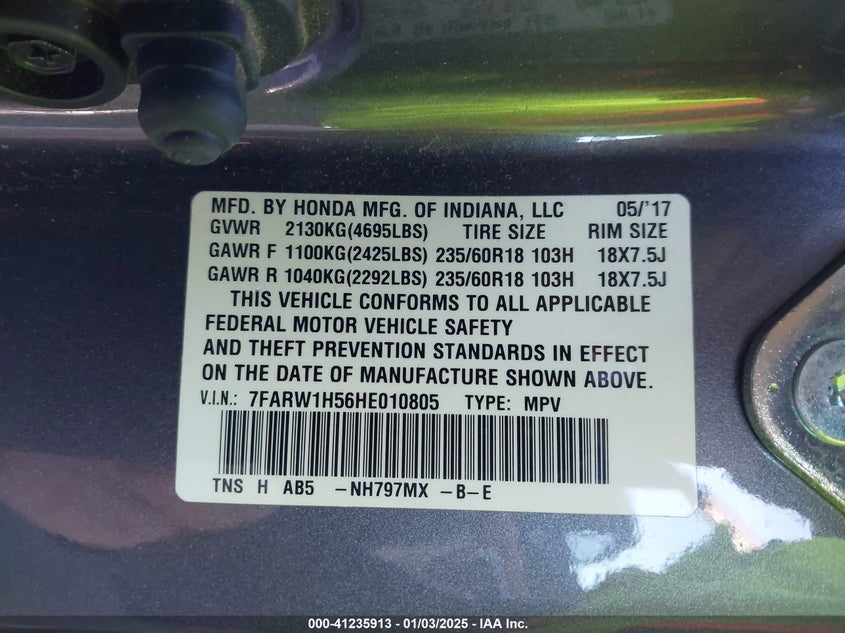 MFD. BY HONDA MFG. OF INDIANA, LLC 05/'17
GVWR 2130KG(4695LBS) TIRE SIZE RIM SIZE
GAWR F 1100KG(2425LBS) 235/60R18 103H 18X7.5J
GAWR R 1040KG(2292LBS) 235/60R18 103H 18X7.5J
THIS VEHICLE CONFORMS TO ALL APPLICABLE
FEDERAL MOTOR VEHICLE SAFETY
AND THEFT PREVENTION STANDARDS IN EFFECT
ON THE DATE OF MANUFACTURE SHOWN ABOVE.
V.I.N.: 7FARW1H56HE010805 TYPE: MPV
TNS H AB5 -NH797MX -B-E
000-41235913 - 01/03/2025 - IAA Inc.